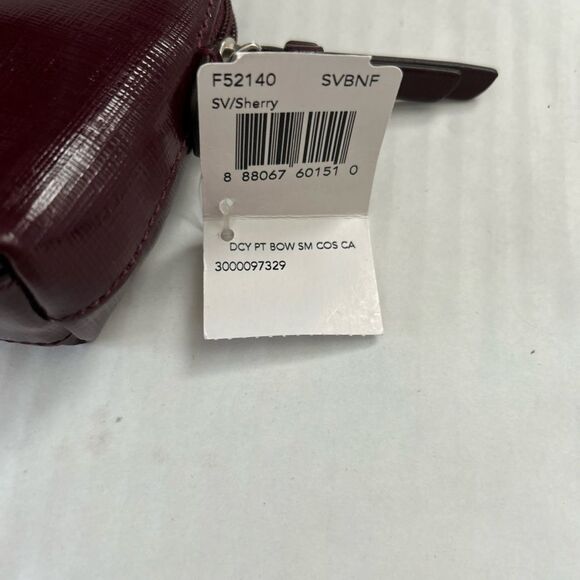 F52140 SVBNF
SV/Sherry
8 88067 60151 0
DCY PT BOW SM COS CA
3000097329